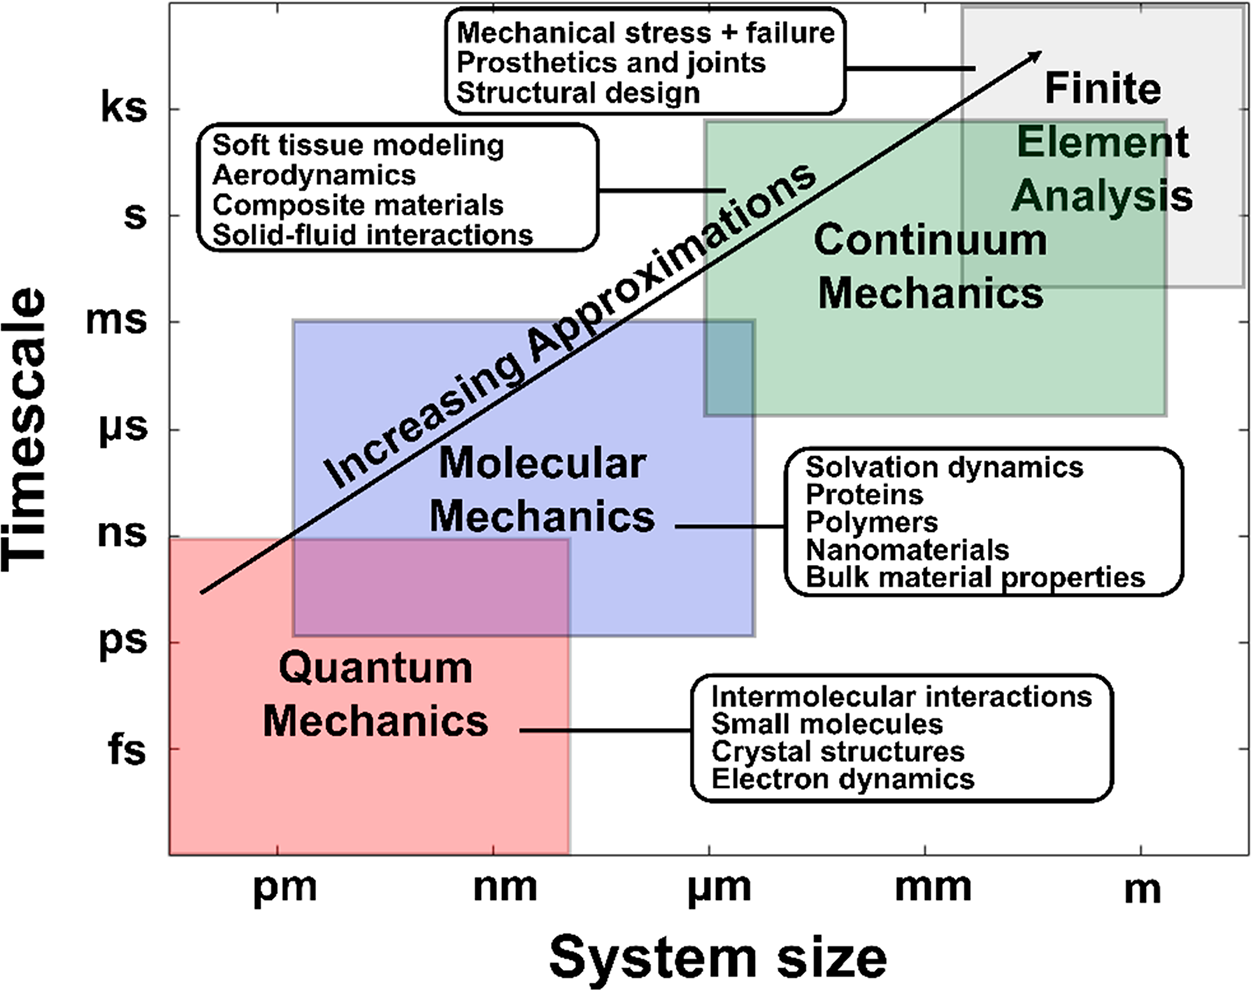 Mechanical stress + failure
Prosthetics and joints
Structural design
Finite
Element
Analysis
Soft tissue modeling
Aerodynamics
Composite materials
Solid-fluid interactions
Continuum
Mechanics
Increasing Approximations
Molecular
Mechanics
Solvation dynamics
Proteins
Polymers
Nanomaterials
Bulk material properties
Quantum
Mechanics
Intermolecular interactions
Small molecules
Crystal structures
Electron dynamics
Timescale
ks
s
ms
µs
ns
ps
fs
pm
nm
µm
mm
m
System size